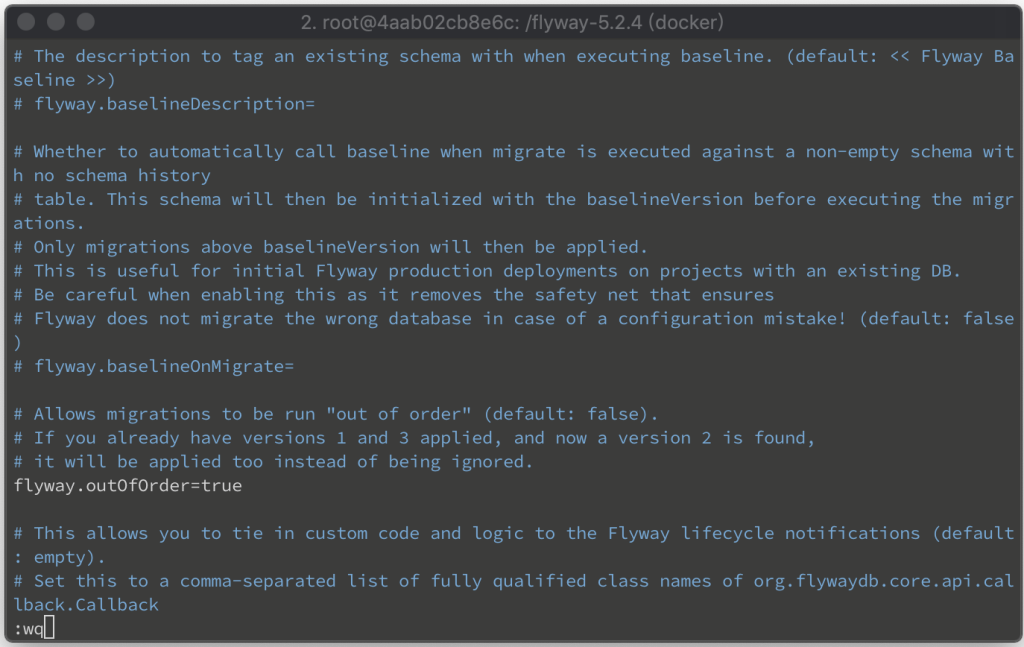 2. root@4aab02cb8e6c: /flyway-5.2.4 (docker)
# The description to tag an existing schema with when executing baseline. (default: << Flyway Ba
seline >>)
# flyway.baselineDescription=
# Whether to automatically call baseline when migrate is executed against a non-empty schema wit
h no schema history
# table. This schema will then be initialized with the baselineVersion before executing the migr
ations.
# Only migrations above baselineVersion will then be applied.
# This is useful for initial Flyway production deployments on projects with an existing DB.
# Be careful when enabling this as it removes the safety net that ensures
# Flyway does not migrate the wrong database in case of a configuration mistake! (default: false
)
# flyway.baselineOnMigrate=
# Allows migrations to be run "out of order" (default: false).
# If you already have versions 1 and 3 applied, and now a version 2 is found,
# it will be applied too instead of being ignored.
flyway.outOfOrder=true
# This allows you to tie in custom code and logic to the Flyway lifecycle notifications (default
: empty).
# Set this to a comma-separated list of fully qualified class names of org.flywaydb.core.api.cal
lback.Callback
:wq